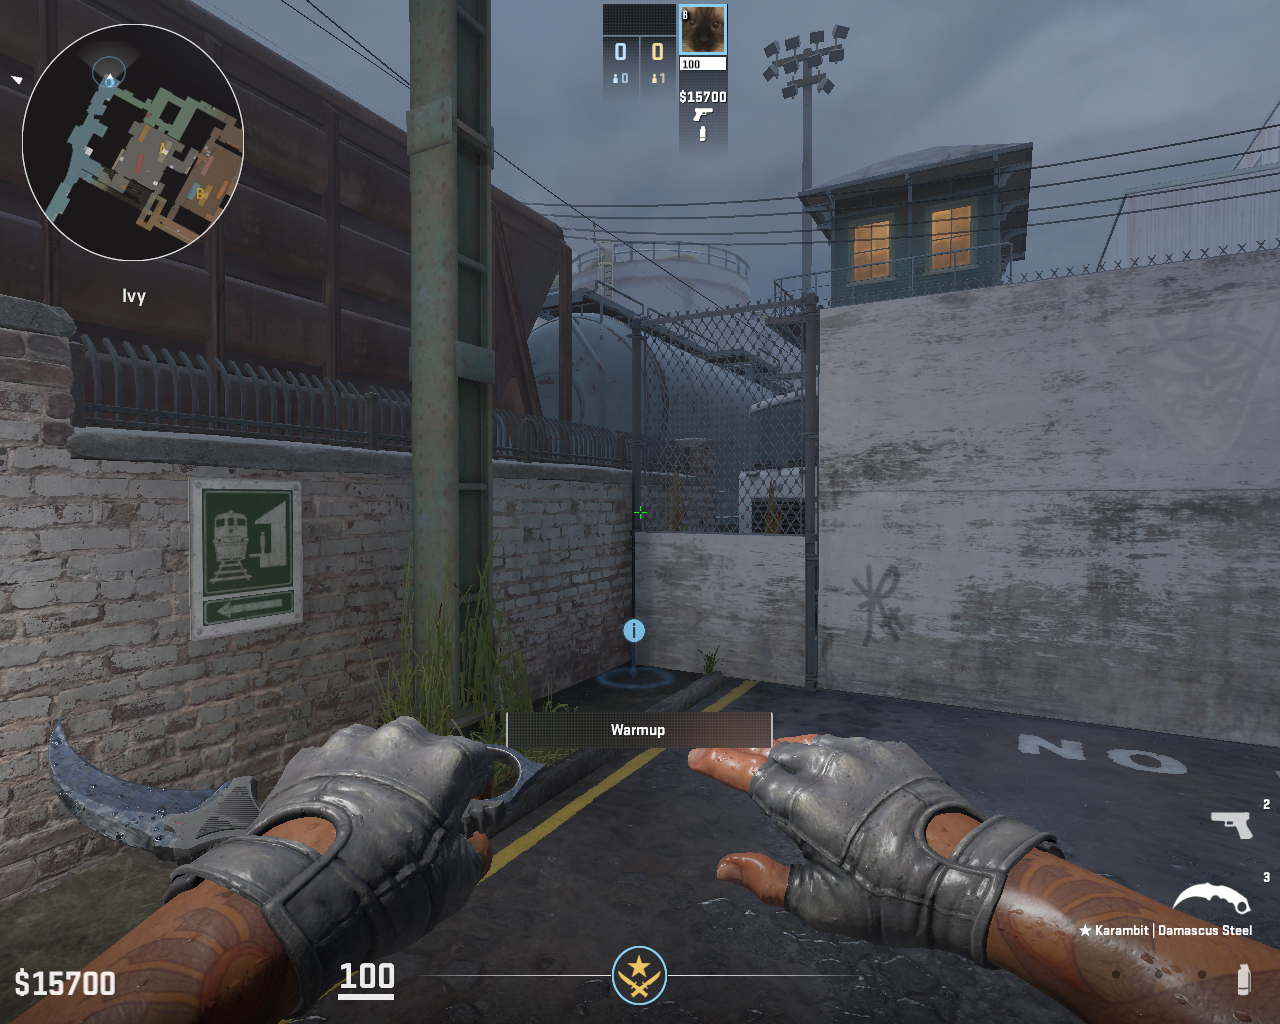 B
0 0
100
0 1
$15700
A
B
Ivy
i
Warmup
NO
2
3
★ Karambit | Damascus Steel
$15700
100